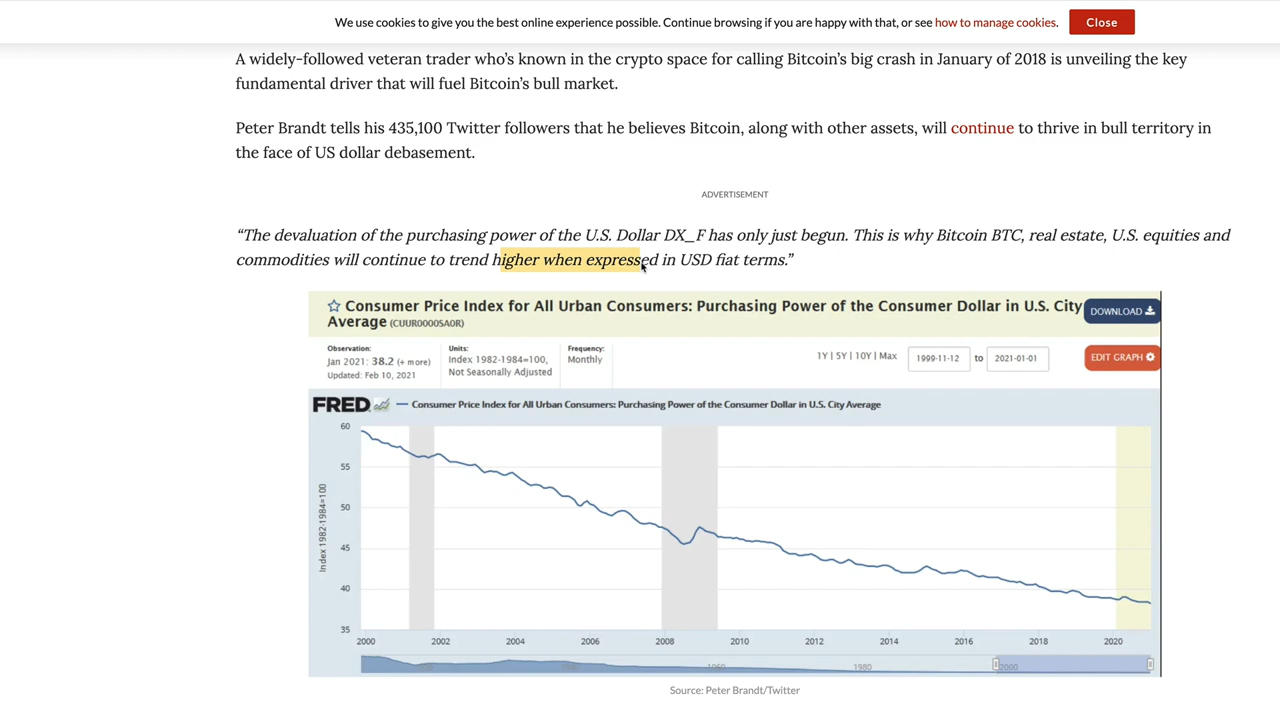 We use cookies to give you the best online experience possible. Continue browsing if you are happy with that, or see how to manage cookies.
Close
A widely-followed veteran trader who’s known in the crypto space for calling Bitcoin’s big crash in January of 2018 is unveiling the key
fundamental driver that will fuel Bitcoin’s bull market.
Peter Brandt tells his 435,100 Twitter followers that he believes Bitcoin, along with other assets, will continue to thrive in bull territory in
the face of US dollar debasement.
ADVERTISEMENT
“The devaluation of the purchasing power of the U.S. Dollar DX_F has only just begun. This is why Bitcoin BTC, real estate, U.S. equities and
commodities will continue to trend higher when expressed in USD fiat terms.”
Consumer Price Index for All Urban Consumers: Purchasing Power of the Consumer Dollar in U.S. City
Average (CUUR0000SA0R)
DOWNLOAD
Observation:
Jan 2021: 38.2 (+ more)
Updated: Feb 10, 2021
Units:
Index 1982-1984=100,
Not Seasonally Adjusted
Frequency:
Monthly
1Y | 5Y | 10Y | Max
1999-11-12 to 2021-01-01
EDIT GRAPH
FRED
Consumer Price Index for All Urban Consumers: Purchasing Power of the Consumer Dollar in U.S. City Average
60
55
50
45
40
35
Index 1982-1984=100
2000 2002 2004 2006 2008 2010 2012 2014 2016 2018 2020
1960 1980 2000
Source: Peter Brandt/Twitter